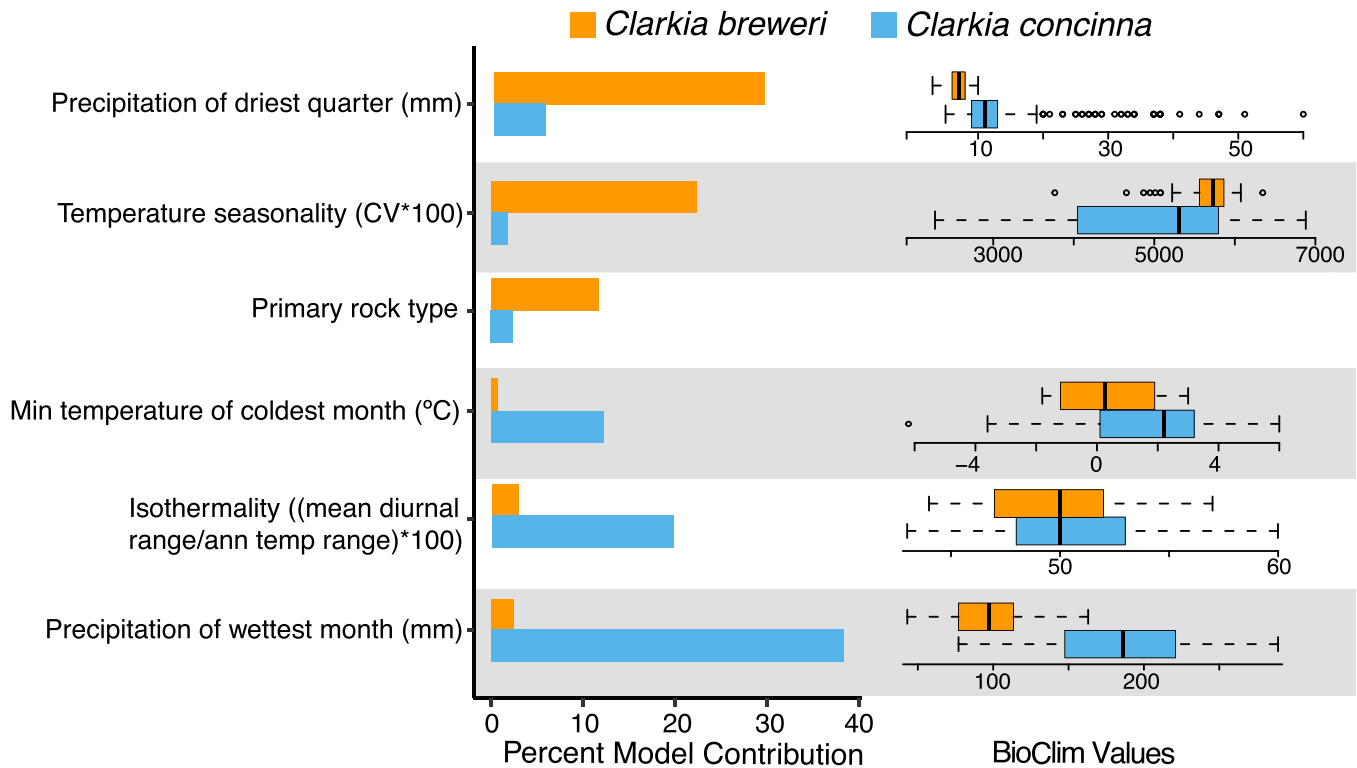 Clarkia breweri Clarkia concinna
Precipitation of driest quarter (mm)
10 30 50
Temperature seasonality (CV*100)
3000 5000 7000
Primary rock type
Min temperature of coldest month (ºC)
−4 0 4
Isothermality ((mean diurnal
range/ann temp range)*100)
50 60
Precipitation of wettest month (mm)
100 200
0 10 20 30 40
Percent Model Contribution BioClim Values